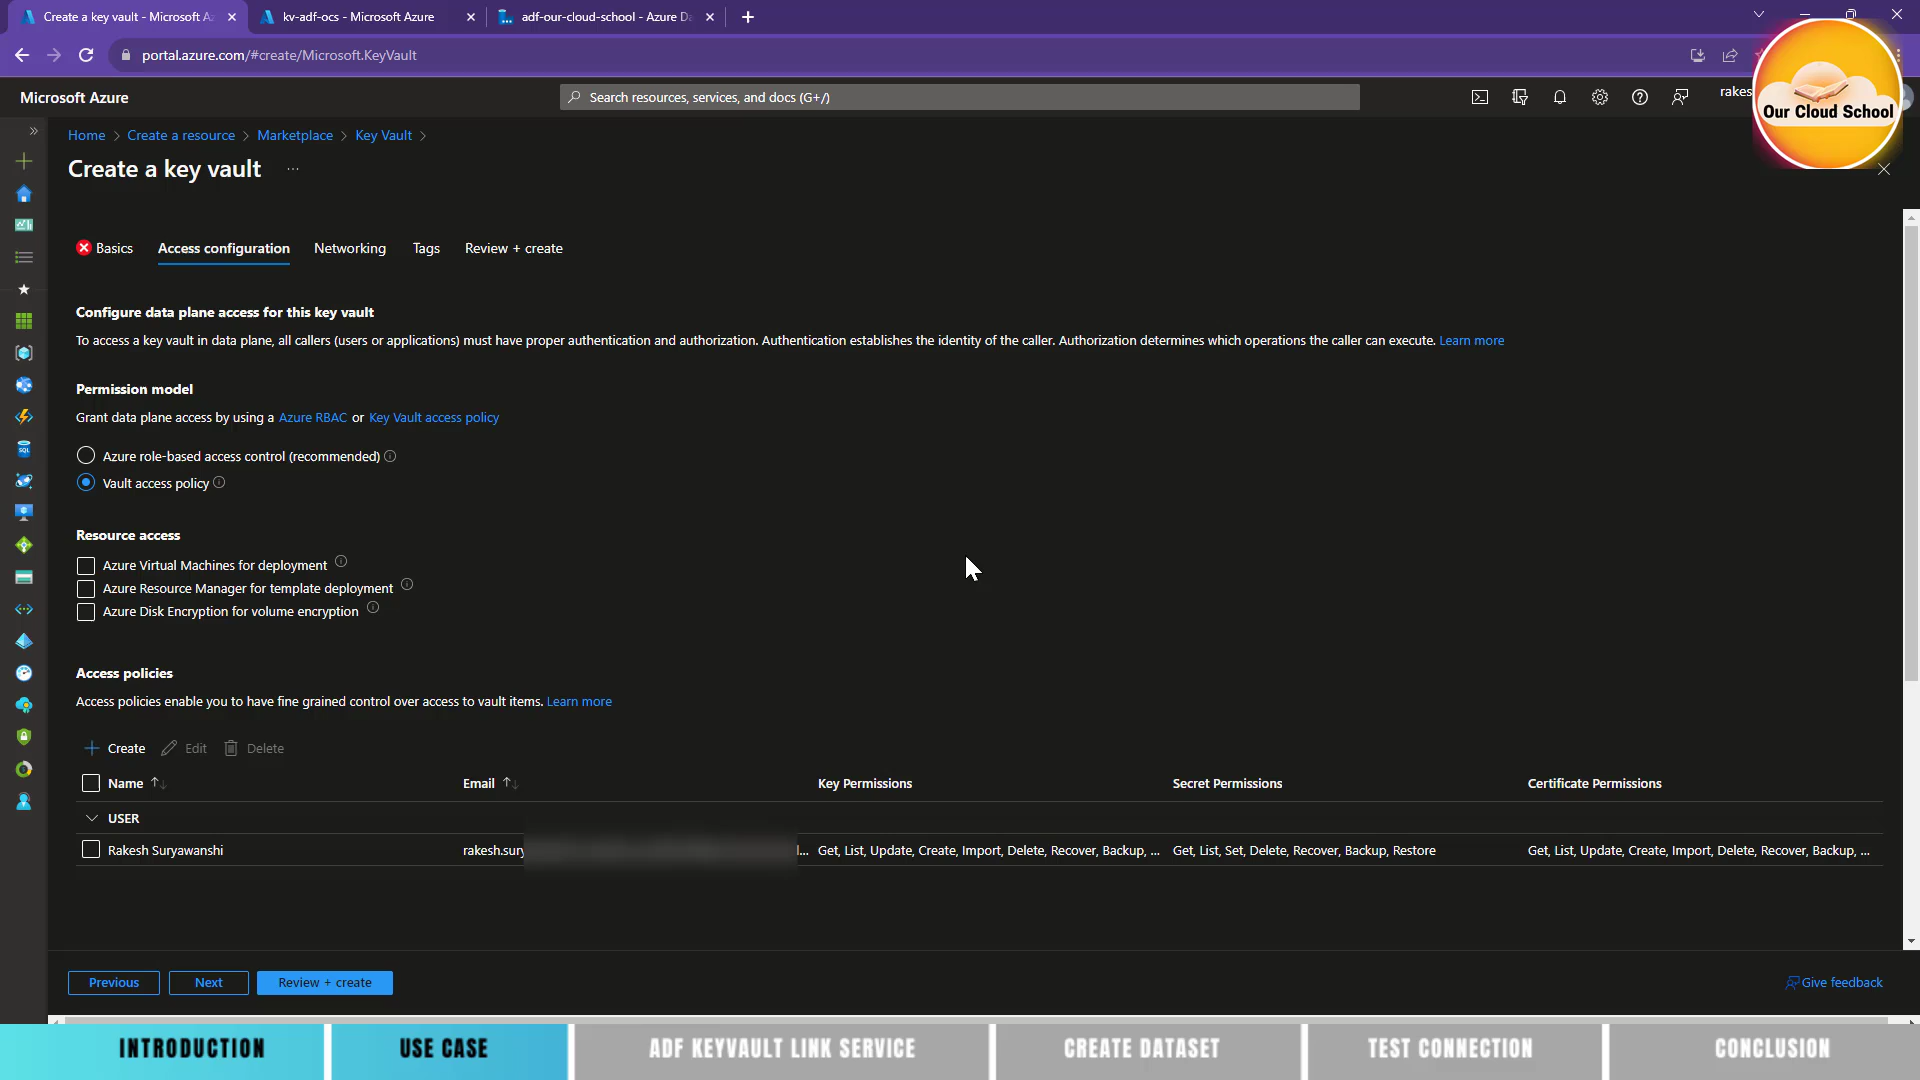 Create a key vault - Microsoft Az
kv-adf-ocs - Microsoft Azure
adf-our-cloud-school - Azure Da
portal.azure.com/#create/Microsoft.KeyVault
Microsoft Azure
Search resources, services, and docs (G+/)
rakes
Our Cloud School
Home > Create a resource > Marketplace > Key Vault >
Create a key vault ...
Basics
Access configuration
Networking
Tags
Review + create
Configure data plane access for this key vault
To access a key vault in data plane, all callers (users or applications) must have proper authentication and authorization. Authentication establishes the identity of the caller. Authorization determines which operations the caller can execute. Learn more
Permission model
Grant data plane access by using a Azure RBAC or Key Vault access policy
Azure role-based access control (recommended)
Vault access policy
Resource access
Azure Virtual Machines for deployment
Azure Resource Manager for template deployment
Azure Disk Encryption for volume encryption
Access policies
Access policies enable you to have fine grained control over access to vault items. Learn more
+ Create Edit Delete
Name Email Key Permissions Secret Permissions Certificate Permissions
USER
Rakesh Suryawanshi rakesh.sury l... Get, List, Update, Create, Import, Delete, Recover, Backup, ... Get, List, Set, Delete, Recover, Backup, Restore Get, List, Update, Create, Import, Delete, Recover, Backup, ...
Previous
Next
Review + create
Give feedback
INTRODUCTION
USE CASE
ADF KEYVAULT LINK SERVICE
CREATE DATASET
TEST CONNECTION
CONCLUSION